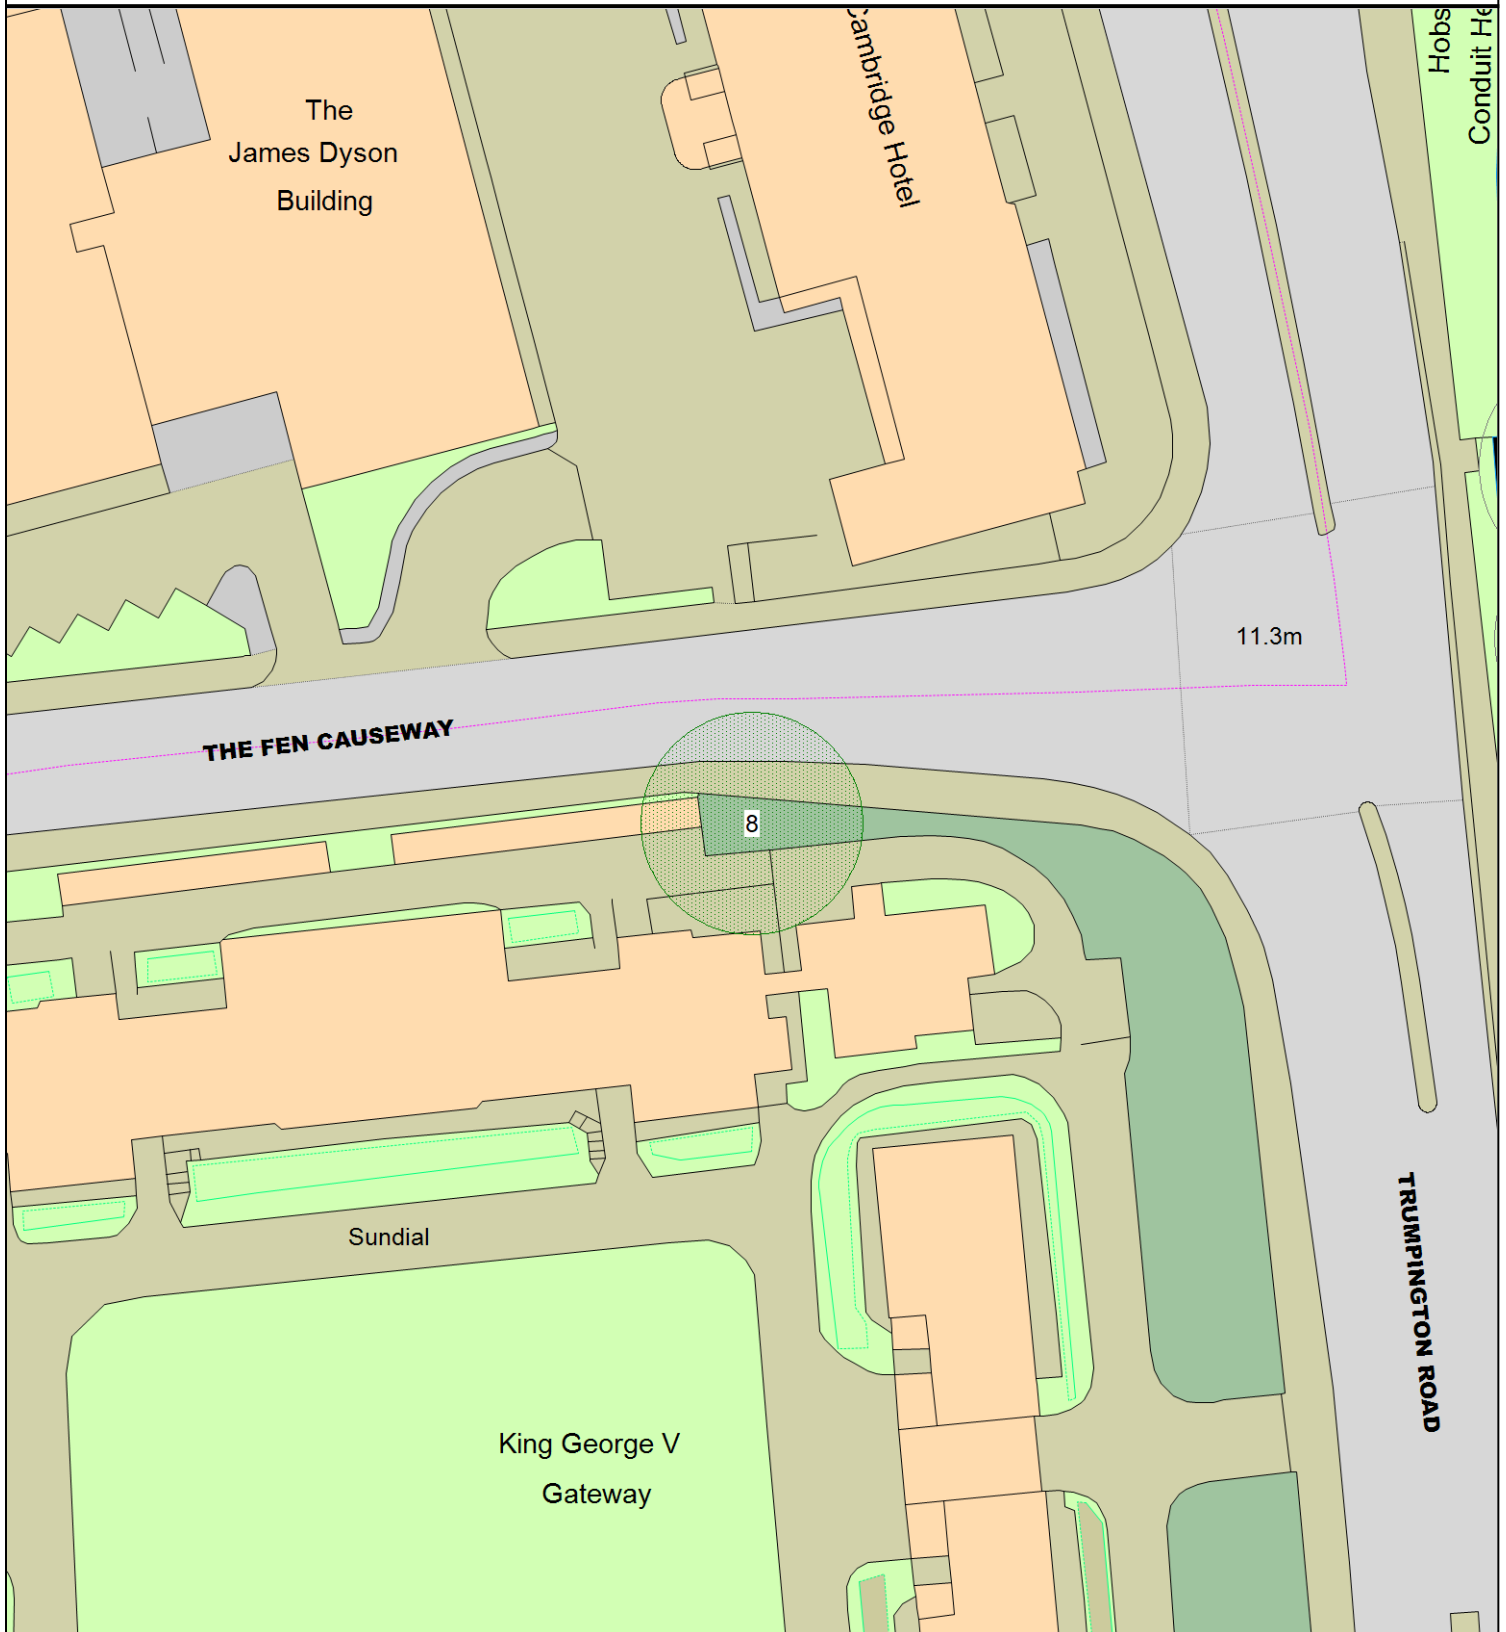 The
James Dyson
Building
Cambridge Hotel
Hobs
Conduit He
11.3m
THE FEN CAUSEWAY
8
Sundial
King George V
Gateway
TRUMPINGTON ROAD